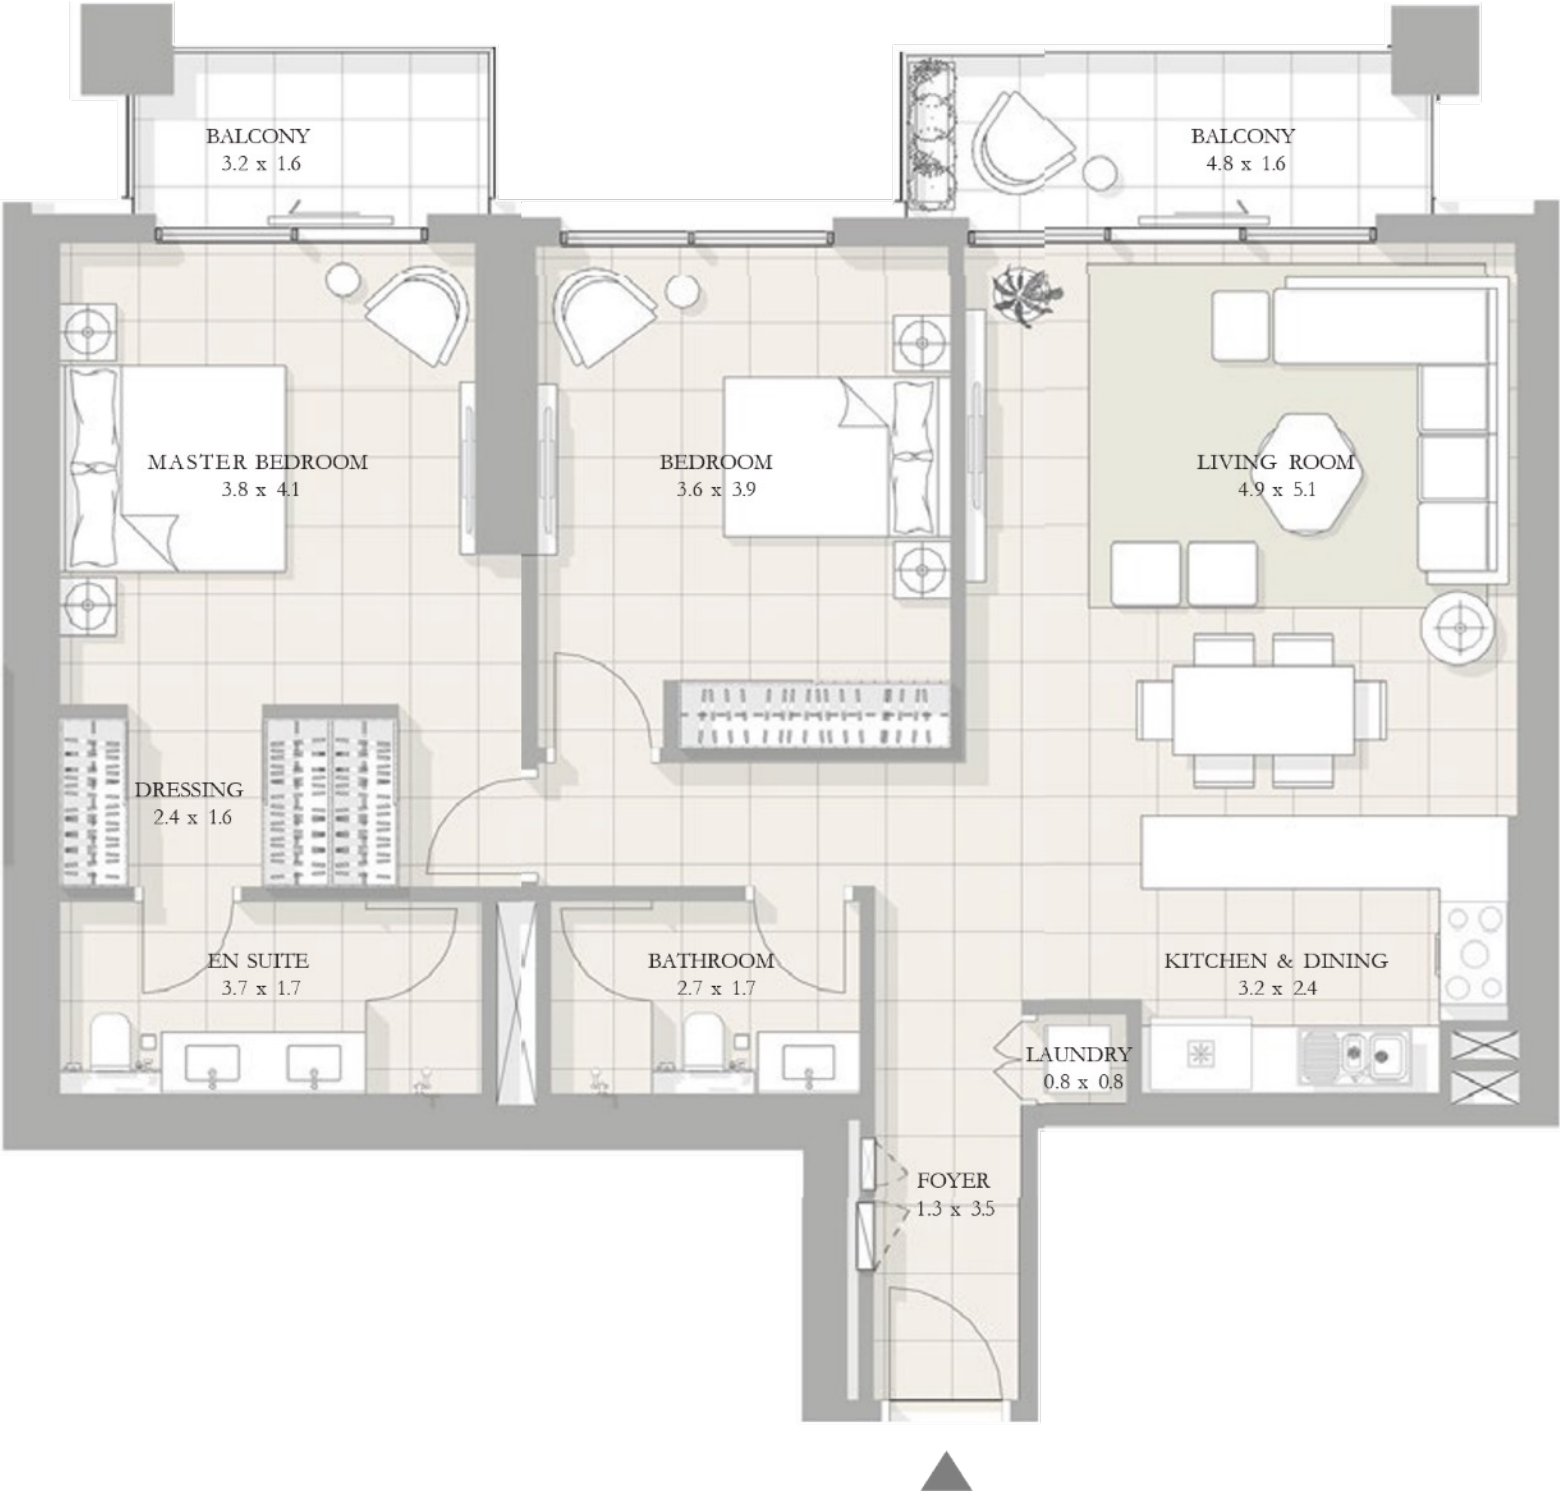 BALCONY
3.2 x 1.6
BALCONY
4.8 x 1.6
MASTER BEDROOM
3.8 x 4.1
BEDROOM
3.6 x 3.9
LIVING ROOM
4.9 x 5.1
DRESSING
2.4 x 1.6
EN SUITE
3.7 x 1.7
BATHROOM
2.7 x 1.7
KITCHEN & DINING
3.2 x 2.4
LAUNDRY
0.8 x 0.8
FOYER
1.3 x 3.5